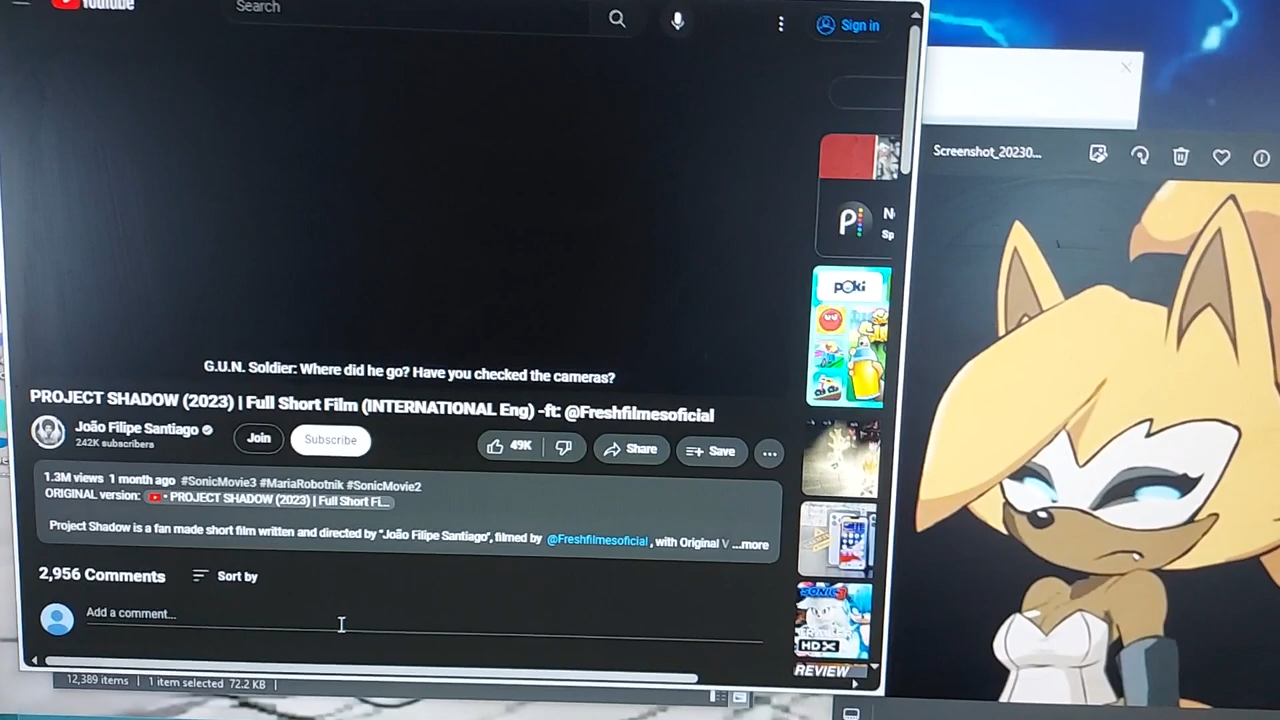 YouTube
Search
Sign in
Screenshot_20230...
poki
G.U.N. Soldier: Where did he go? Have you checked the cameras?
PROJECT SHADOW (2023) | Full Short Film (INTERNATIONAL Eng) -ft: @Freshfilmesoficial
João Filipe Santiago
242K subscribers
Join
Subscribe
49K
Share
Save
1.3M views 1 month ago #SonicMovie3 #MariaRobotnik #SonicMovie2
ORIGINAL version: • PROJECT SHADOW (2023) | Full Short Fi...
Project Shadow is a fan made short film written and directed by "João Filipe Santiago", filmed by @Freshfilmesoficial , with Original V ...more
2,956 Comments
Sort by
Add a comment...
SONIC 3
HD
REVIEW
12,389 items
1 item selected 72.2 KB